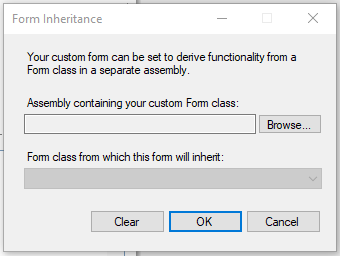 Form Inheritance
Your custom form can be set to derive functionality from a
Form class in a separate assembly.
Assembly containing your custom Form class:
Browse...
Form class from which this form will inherit:
Clear
OK
Cancel